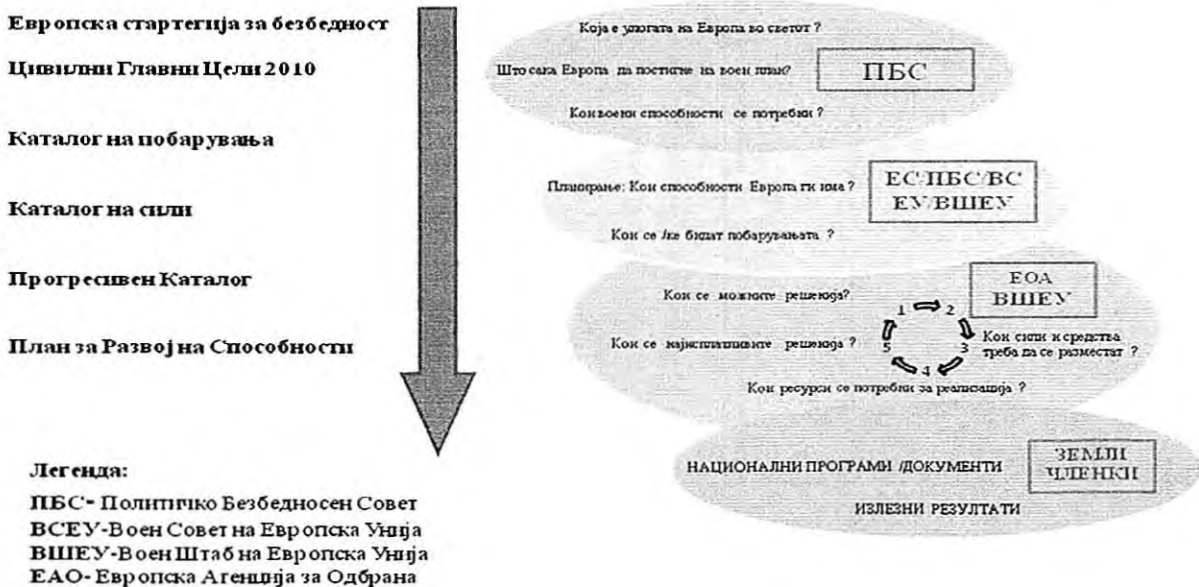 Европска стартегија за безбедност
Цивилни Главни Цели 2010
Каталог на побарувања
Каталог на сили
Прогресивен Каталог
План за Развој на Способности
Која е улогата на Европа во светот ?
Што сака Европа да постигне на воен план?
ПБС
Кои воени способности се потребни ?
Планирање: Кои способности Европа ги има ?
ЕС/ПБС/ВС
ЕУ/ВШЕУ
Кои се /ке бидат побарувањата ?
ЕОА
ВШЕУ
Кои се можните решенија?
1 2
Кои се најисплатливите решенија ?
5 3
Кои сили и средства
треба да се разместат ?
4
Кои ресурси се потребни за реализација ?
НАЦИОНАЛНИ ПРОГРАМИ /ДОКУМЕНТИ
ЗЕМЈИ
ЧЛЕНКИ
ИЗЛЕЗНИ РЕЗУЛТАТИ
Легенда:
ПБС- Политичко Безбедносен Совет
ВСЕУ-Воен Совет на Европска Унија
ВШЕУ-Воен Штаб на Европска Унија
ЕАО- Европска Агенција за Одбрана